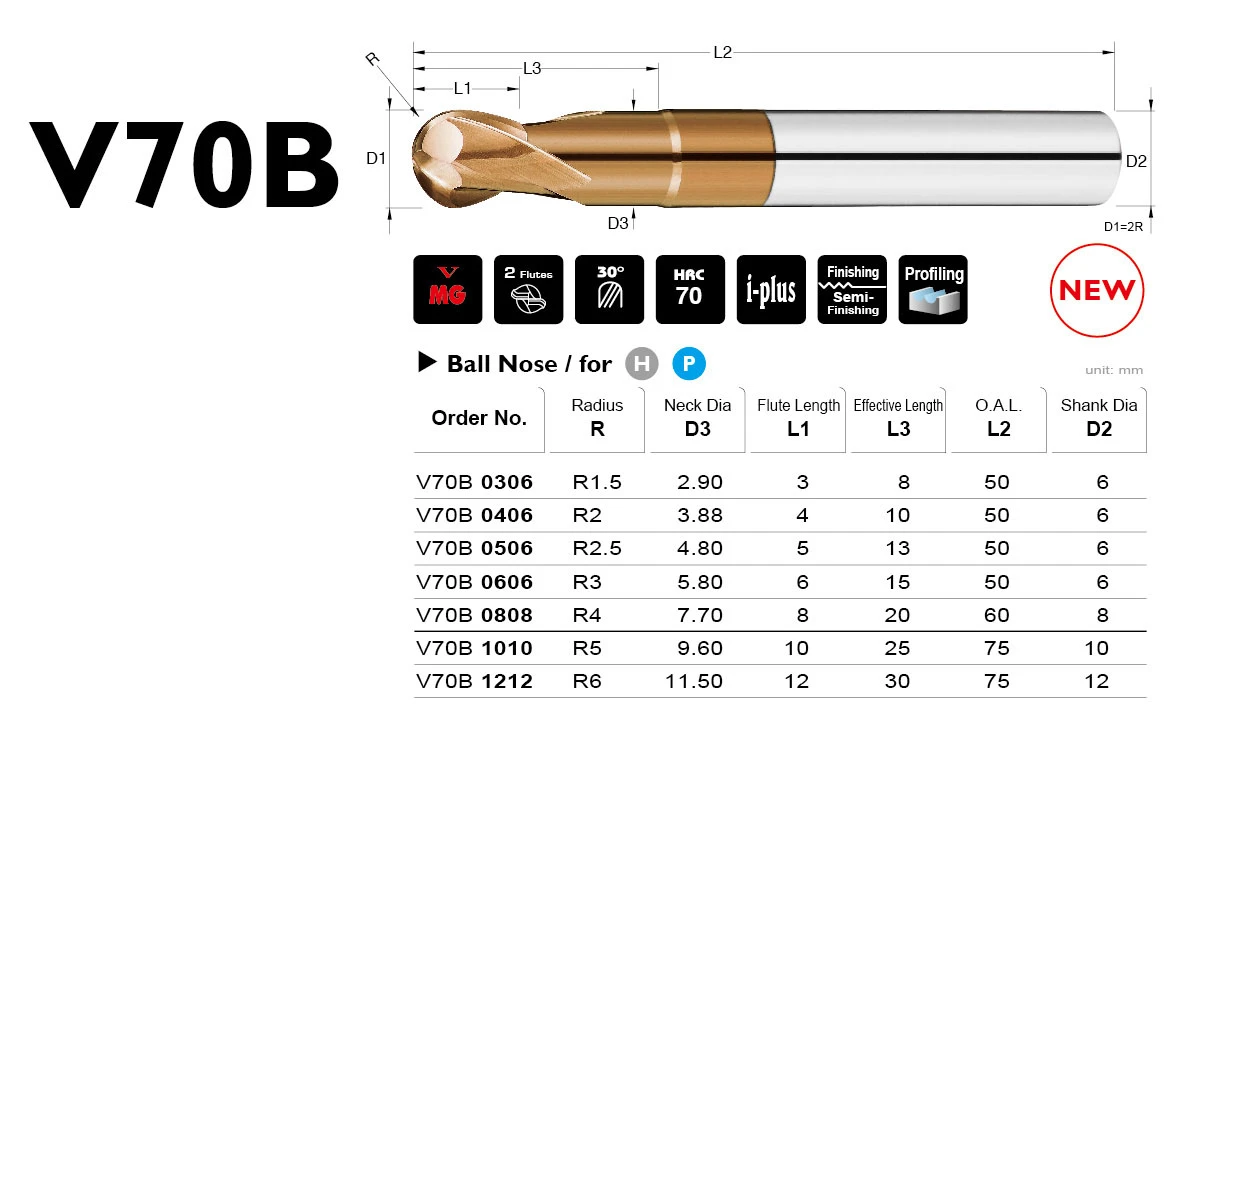 V70B
R
L2
L3
L1
D1
D2
D3
D1=2R
V
MG
2 Flutes
30°
HRC
70
i-plus
Finishing
Semi-
Finishing
Profiling
NEW
Ball Nose / for H P
unit: mm
Order No. Radius R Neck Dia D3 Flute Length L1 Effective Length L3 O.A.L. L2 Shank Dia D2
V70B 0306 R1.5 2.90 3 8 50 6
V70B 0406 R2 3.88 4 10 50 6
V70B 0506 R2.5 4.80 5 13 50 6
V70B 0606 R3 5.80 6 15 50 6
V70B 0808 R4 7.70 8 20 60 8
V70B 1010 R5 9.60 10 25 75 10
V70B 1212 R6 11.50 12 30 75 12